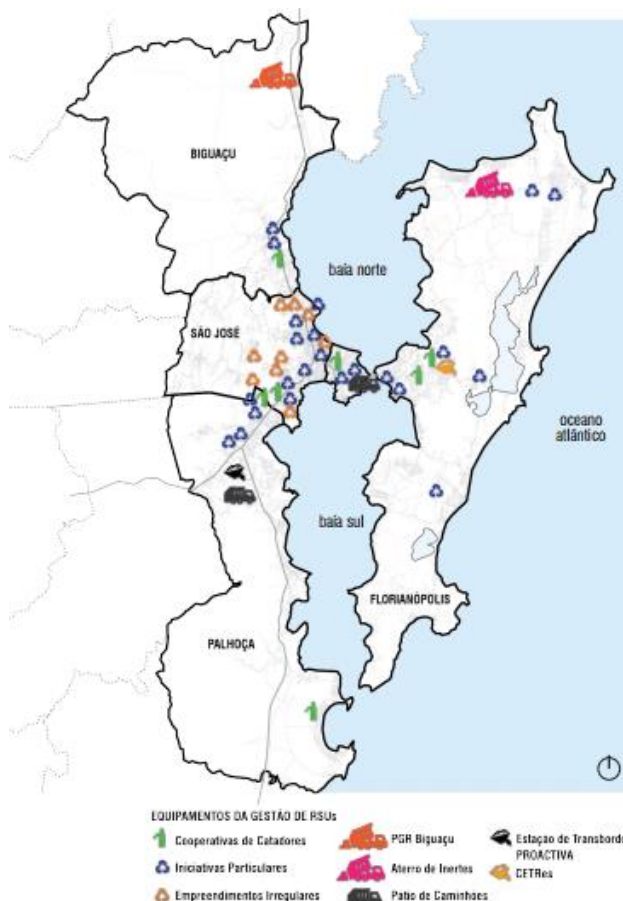 BIGUAÇU
baía norte
SÃO JOSÉ
oceano
atlântico
baía sul
FLORIANÓPOLIS
PALHOÇA
EQUIPAMENTOS DA GESTÃO DE RSUs
Cooperativas de Catadores
PGR Biguaçu
Estação de Transbordo
PROACTIVA
Iniciativas Particulares
Aterro de Inertes
CETRes
Empreendimentos Irregulares
Patio de Caminhões